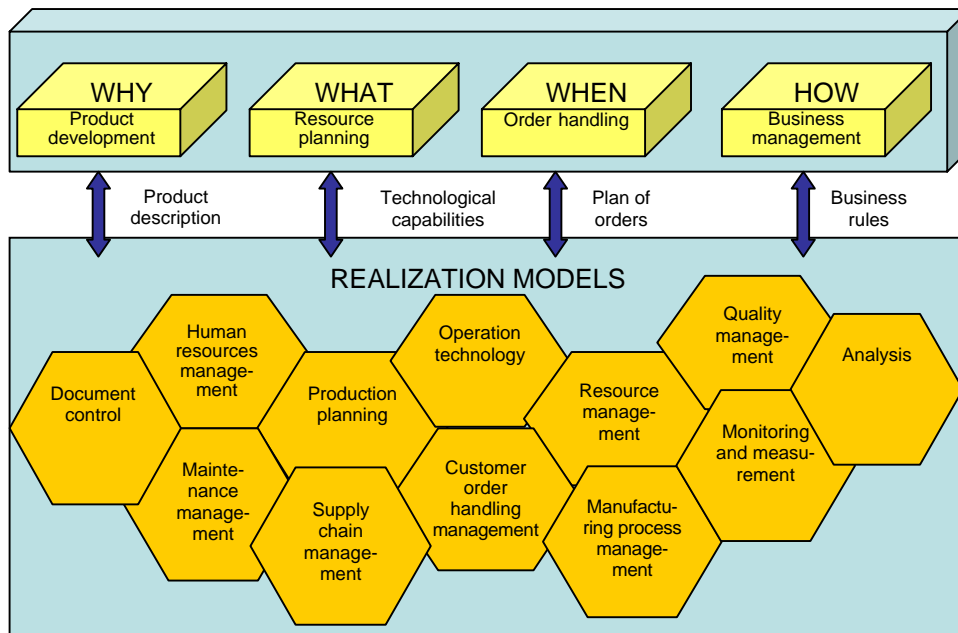 WHY
Product
development
WHAT
Resource
planning
WHEN
Order handling
HOW
Business
management
Product
description
Technological
capabilities
Plan of
orders
Business
rules
REALIZATION MODELS
Document
control
Human
resources
manage-
ment
Mainte-
nance
manage-
ment
Production
planning
Supply
chain
manage-
ment
Operation
technology
Customer
order
handling
management
Resource
manage-
ment
Manufactu-
ring process
manage-
ment
Quality
manage-
ment
Monitoring
and measu-
rement
Analysis